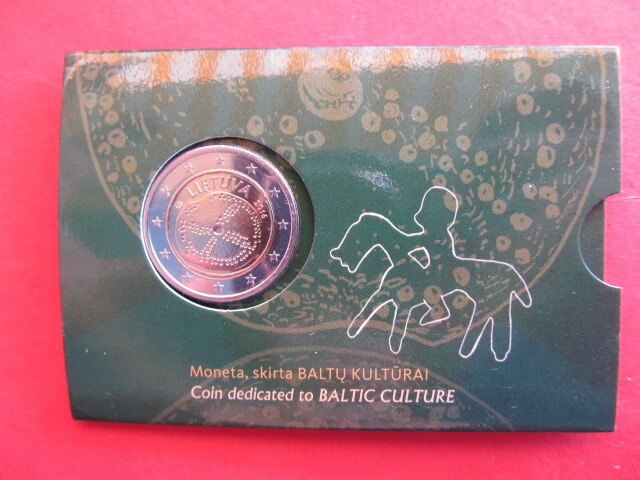 LIETUVA 2016
Moneta, skirta BALTŲ KULTŪRAI
Coin dedicated to BALTIC CULTURE